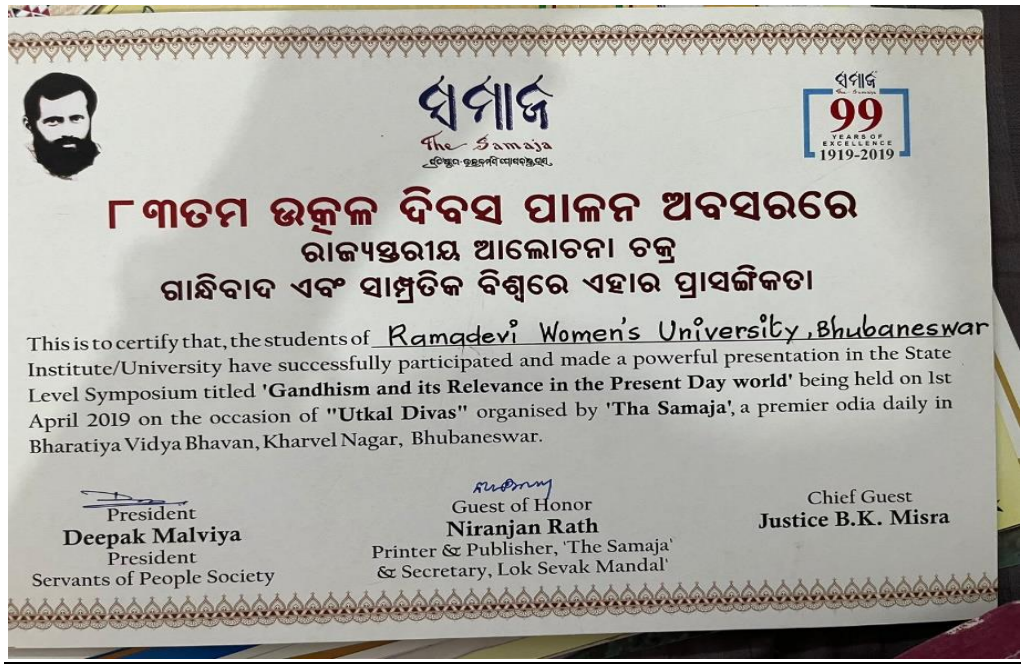 ସମାଜ
The Samaja
ସମାଜ
The Samaja
99
YEARS OF
EXCELLENCE
1919-2019
୮୩ତମ ଉତ୍କଳ ଦିବସ ପାଳନ ଅବସରରେ
ରାଜ୍ୟସ୍ତରୀୟ ଆଲୋଚନା ଚକ୍ର
ଗାନ୍ଧିବାଦ ଏବଂ ସାମ୍ପ୍ରତିକ ବିଶ୍ୱରେ ଏହାର ପ୍ରାସଙ୍ଗିକତା
This is to certify that, the students of Ramadevi Women's University, Bhubaneswar
Institute/University have successfully participated and made a powerful presentation in the State
Level Symposium titled 'Gandhism and its Relevance in the Present Day world' being held on 1st
April 2019 on the occasion of "Utkal Divas" organised by 'Tha Samaja', a premier odia daily in
Bharatiya Vidya Bhavan, Kharvel Nagar, Bhubaneswar.
President
Deepak Malviya
President
Servants of People Society
Guest of Honor
Niranjan Rath
Printer & Publisher, 'The Samaja'
& Secretary, Lok Sevak Mandal'
Chief Guest
Justice B.K. Misra